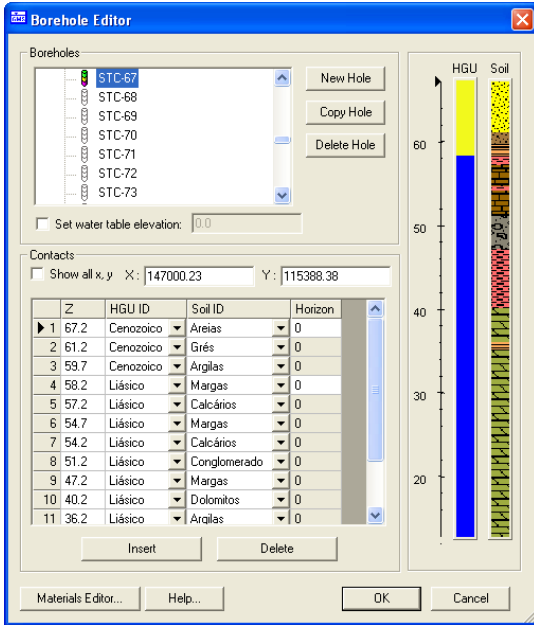 GMS Borehole Editor
Boreholes
STC-67
STC-68
STC-69
STC-70
STC-71
STC-72
STC-73
New Hole
Copy Hole
Delete Hole
Set water table elevation: 0.0
Contacts
Show all x, y X: 147000.23 Y: 115388.38
Z HGU ID Soil ID Horizon
1 67.2 Cenozoico Areias 0
2 61.2 Cenozoico Grés 0
3 59.7 Cenozoico Argilas 0
4 58.2 Liásico Margas 0
5 57.2 Liásico Calcários 0
6 54.7 Liásico Margas 0
7 54.2 Liásico Calcários 0
8 51.2 Liásico Conglomerado 0
9 47.2 Liásico Margas 0
10 40.2 Liásico Dolomitos 0
11 36.2 Liásico Argilas 0
Insert Delete
HGU Soil
60
50
40
30
20
Materials Editor... Help... OK Cancel